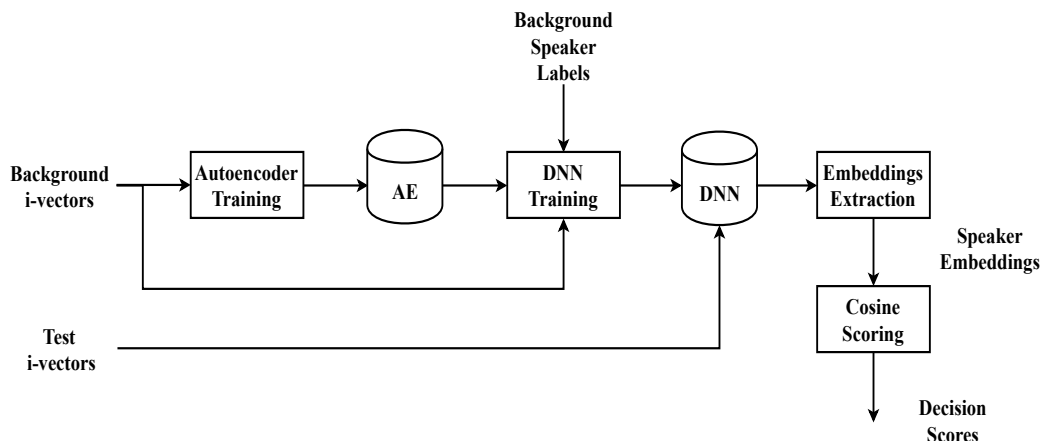 Background
Speaker
Labels
Background
i-vectors
Autoencoder
Training
AE
DNN
Training
DNN
Embeddings
Extraction
Speaker
Embeddings
Cosine
Scoring
Test
i-vectors
Decision
Scores